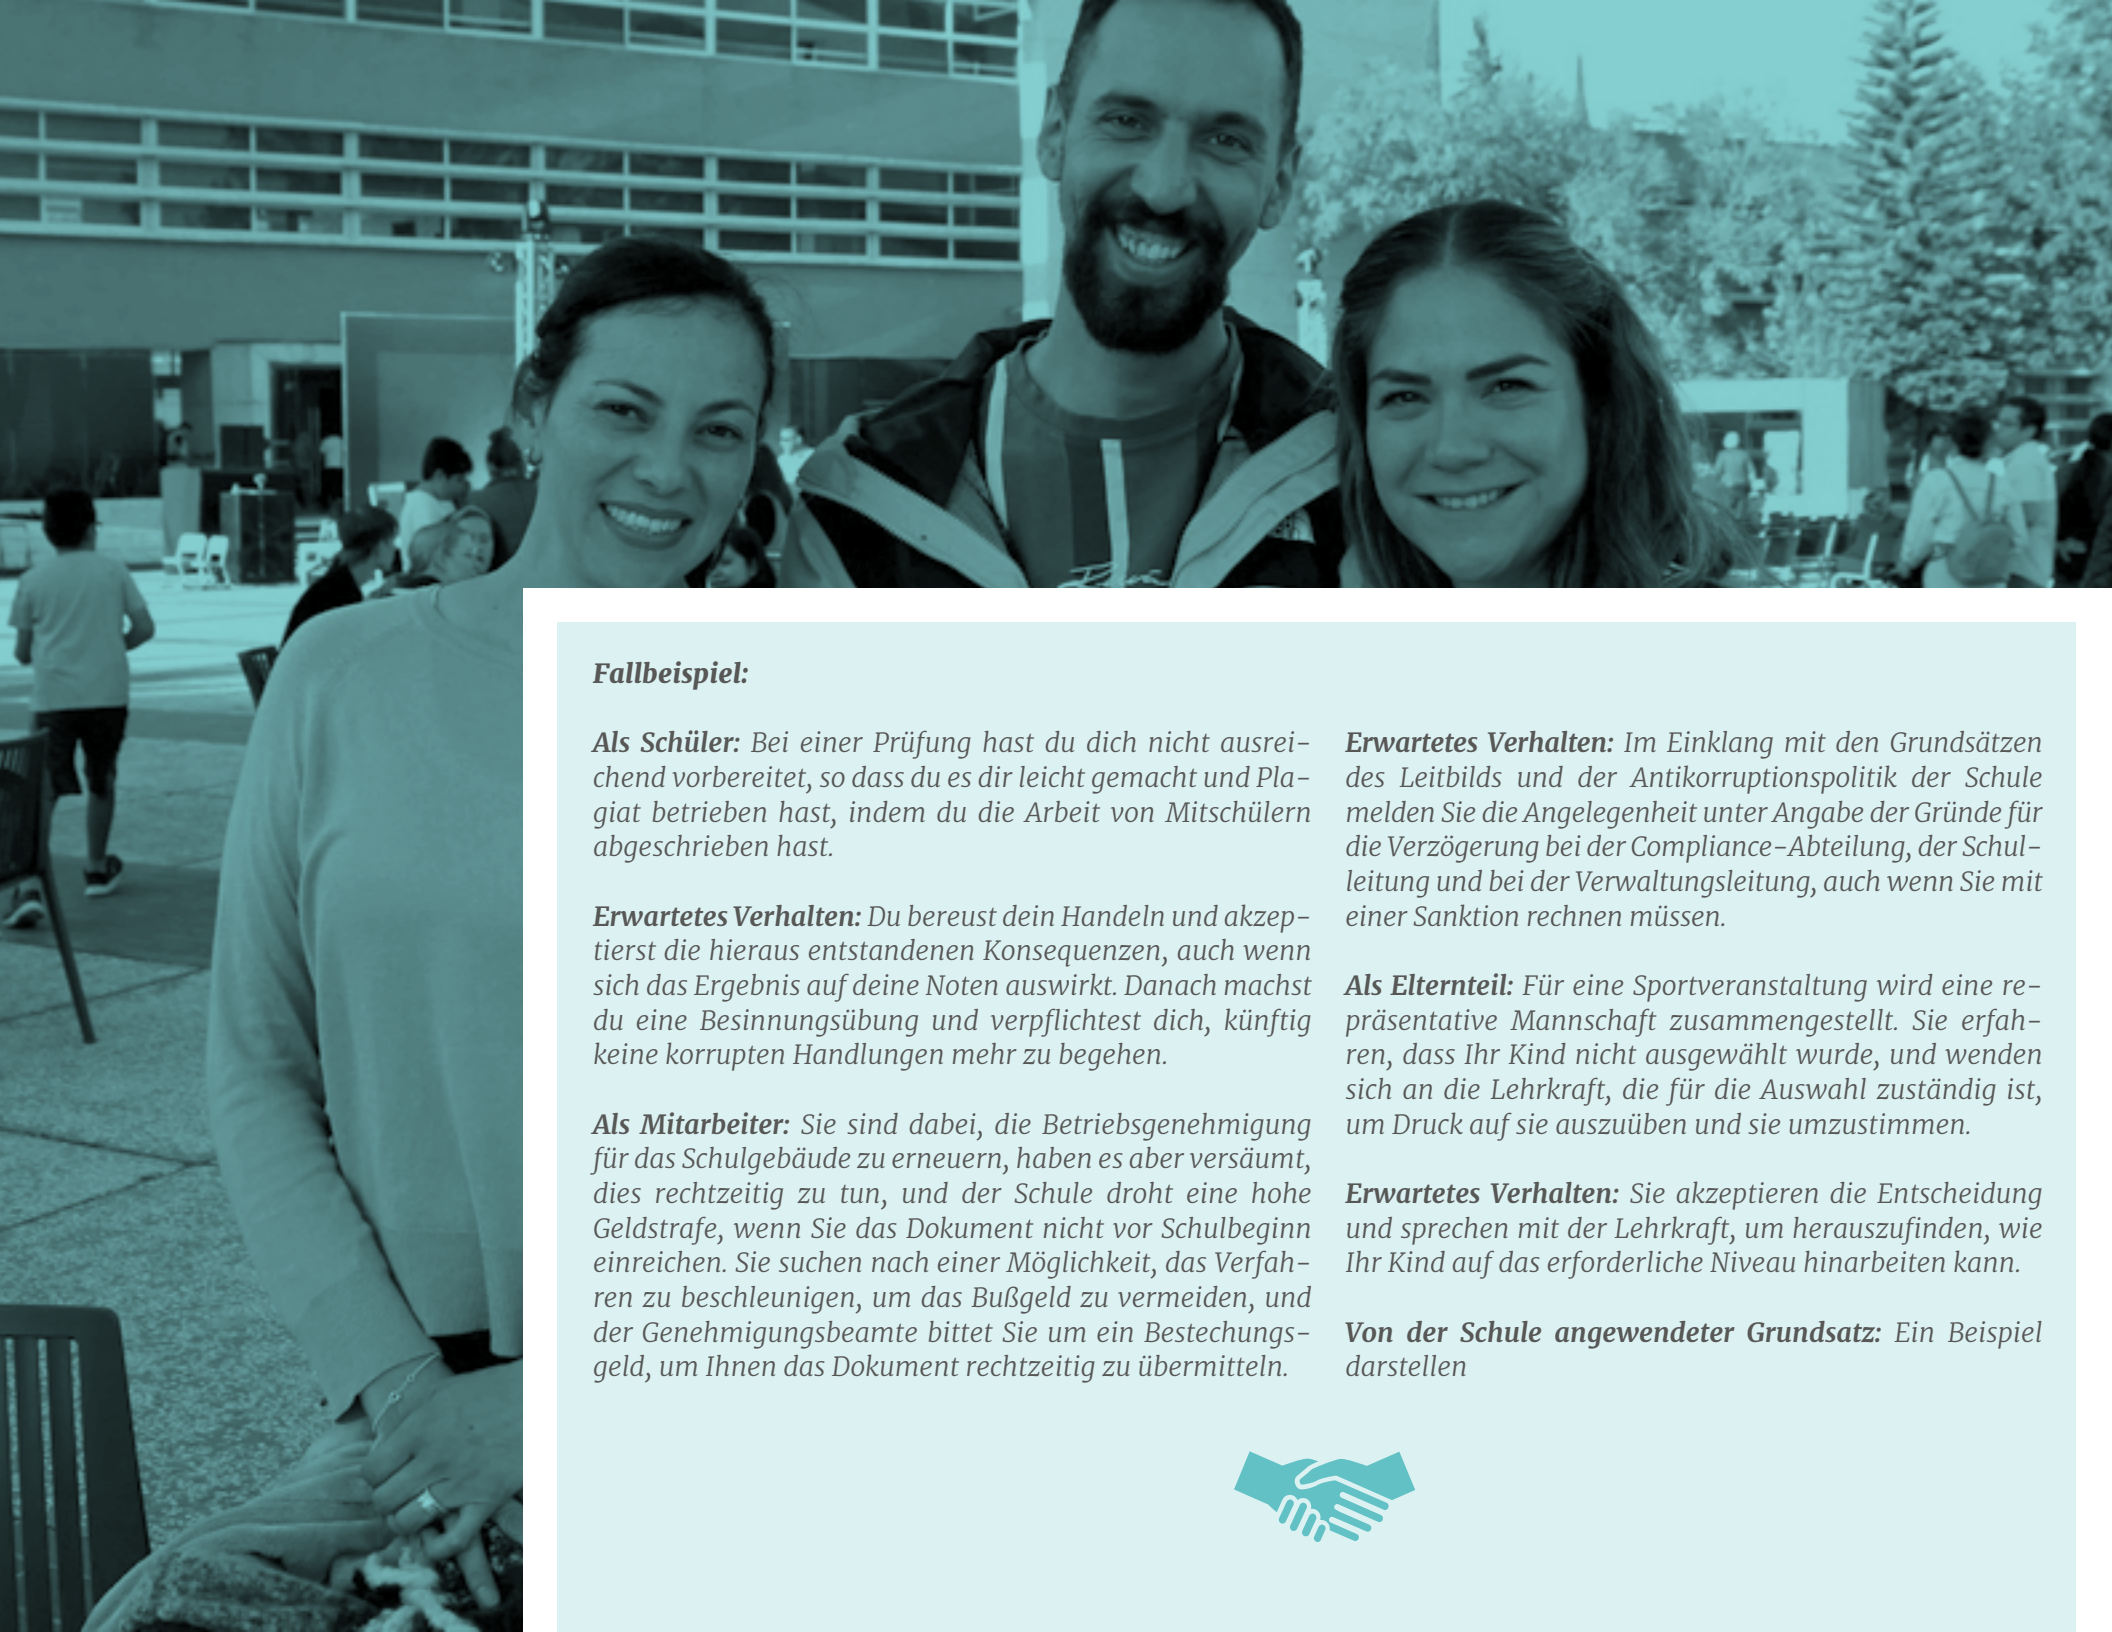 Fallbeispiel:
Als Schüler: Bei einer Prüfung hast du dich nicht ausrei-
chend vorbereitet, so dass du es dir leicht gemacht und Pla-
giat betrieben hast, indem du die Arbeit von Mitschülern
abgeschrieben hast.
Erwartetes Verhalten: Du bereust dein Handeln und akzep-
tierst die hieraus entstandenen Konsequenzen, auch wenn
sich das Ergebnis auf deine Noten auswirkt. Danach machst
du eine Besinnungsübung und verpflichtest dich, künftig
keine korrupten Handlungen mehr zu begehen.
Als Mitarbeiter: Sie sind dabei, die Betriebsgenehmigung
für das Schulgebäude zu erneuern, haben es aber versäumt,
dies rechtzeitig zu tun, und der Schule droht eine hohe
Geldstrafe, wenn Sie das Dokument nicht vor Schulbeginn
einreichen. Sie suchen nach einer Möglichkeit, das Verfah-
ren zu beschleunigen, um das Bußgeld zu vermeiden, und
der Genehmigungsbeamte bittet Sie um ein Bestechungs-
geld, um Ihnen das Dokument rechtzeitig zu übermitteln.
Erwartetes Verhalten: Im Einklang mit den Grundsätzen
des Leitbilds und der Antikorruptionspolitik der Schule
melden Sie die Angelegenheit unter Angabe der Gründe für
die Verzögerung bei der Compliance-Abteilung, der Schul-
leitung und bei der Verwaltungsleitung, auch wenn Sie mit
einer Sanktion rechnen müssen.
Als Elternteil: Für eine Sportveranstaltung wird eine re-
präsentative Mannschaft zusammengestellt. Sie erfah-
ren, dass Ihr Kind nicht ausgewählt wurde, und wenden
sich an die Lehrkraft, die für die Auswahl zuständig ist,
um Druck auf sie auszuüben und sie umzustimmen.
Erwartetes Verhalten: Sie akzeptieren die Entscheidung
und sprechen mit der Lehrkraft, um herauszufinden, wie
Ihr Kind auf das erforderliche Niveau hinarbeiten kann.
Von der Schule angewendeter Grundsatz: Ein Beispiel
darstellen